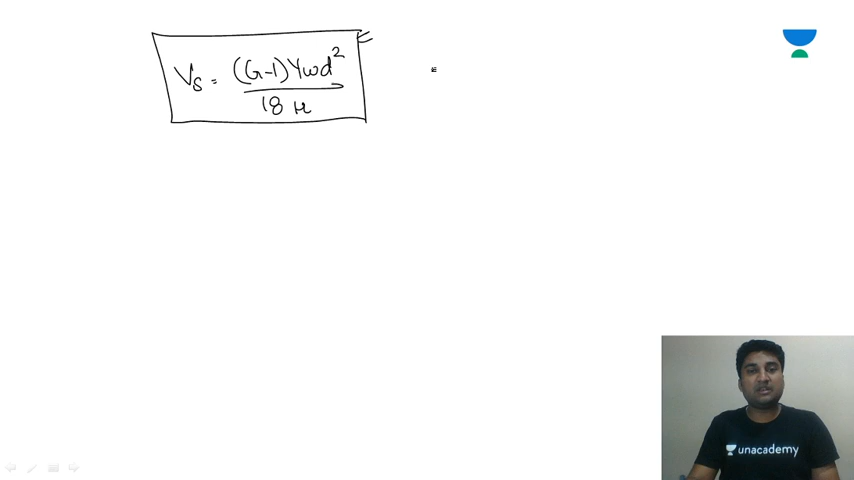 Vs = (G-1)γwd²
18 μ
unacademy